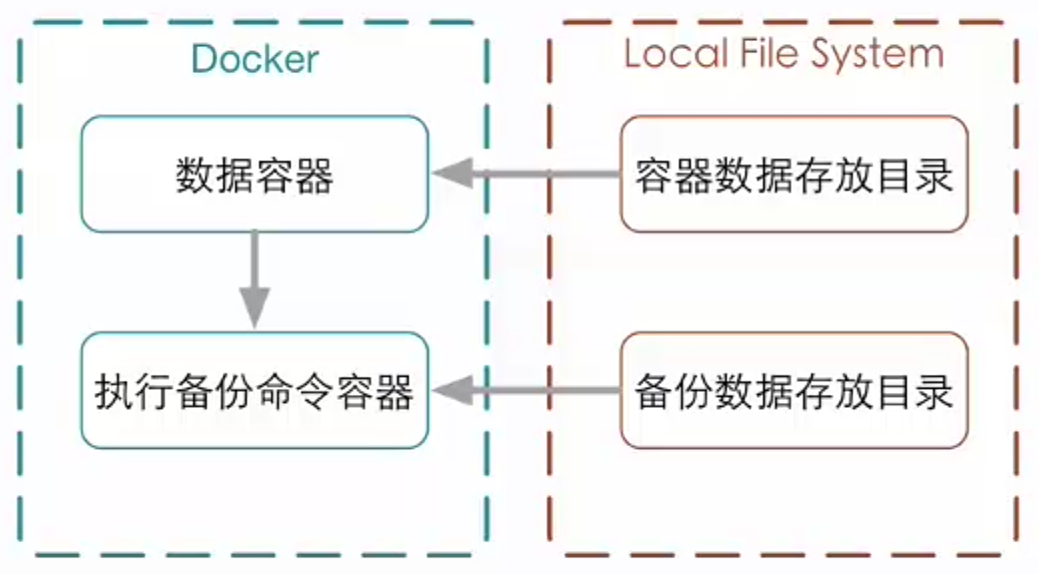 Docker
数据容器
执行备份命令容器
Local File System
容器数据存放目录
备份数据存放目录